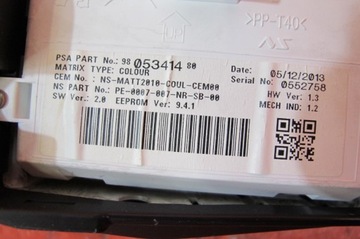 >PP-T40<
PSA PART No.: 98 053414 80
MATRIX TYPE: COLOUR
CEM No : NS-MATT2010-COUL-CEM00
NS PART No: PE-0007-007-NR-SB-00
SW Ver.: 2.0 EEPROM Ver.: 9.4.1
05/12/2013
Serial No: 0552758
HW Ver.: 1.3
MECH IND: 1.2